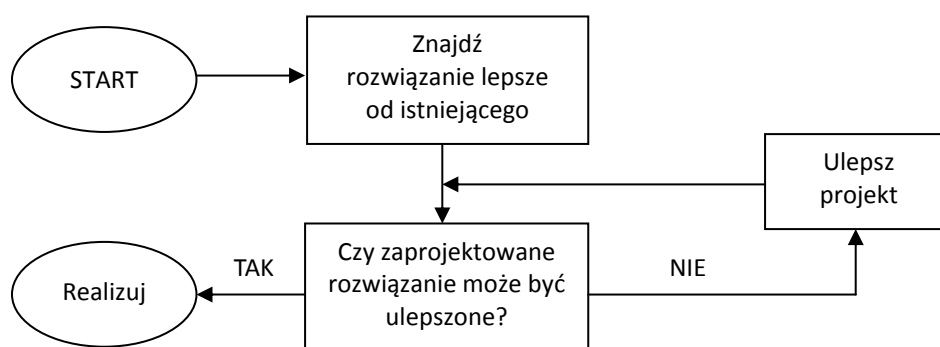 START
Znajdź
rozwiązanie lepsze
od istniejącego
Ulepsz
projekt
Czy zaprojektowane
rozwiązanie może być
ulepszone?
TAK
NIE
Realizuj